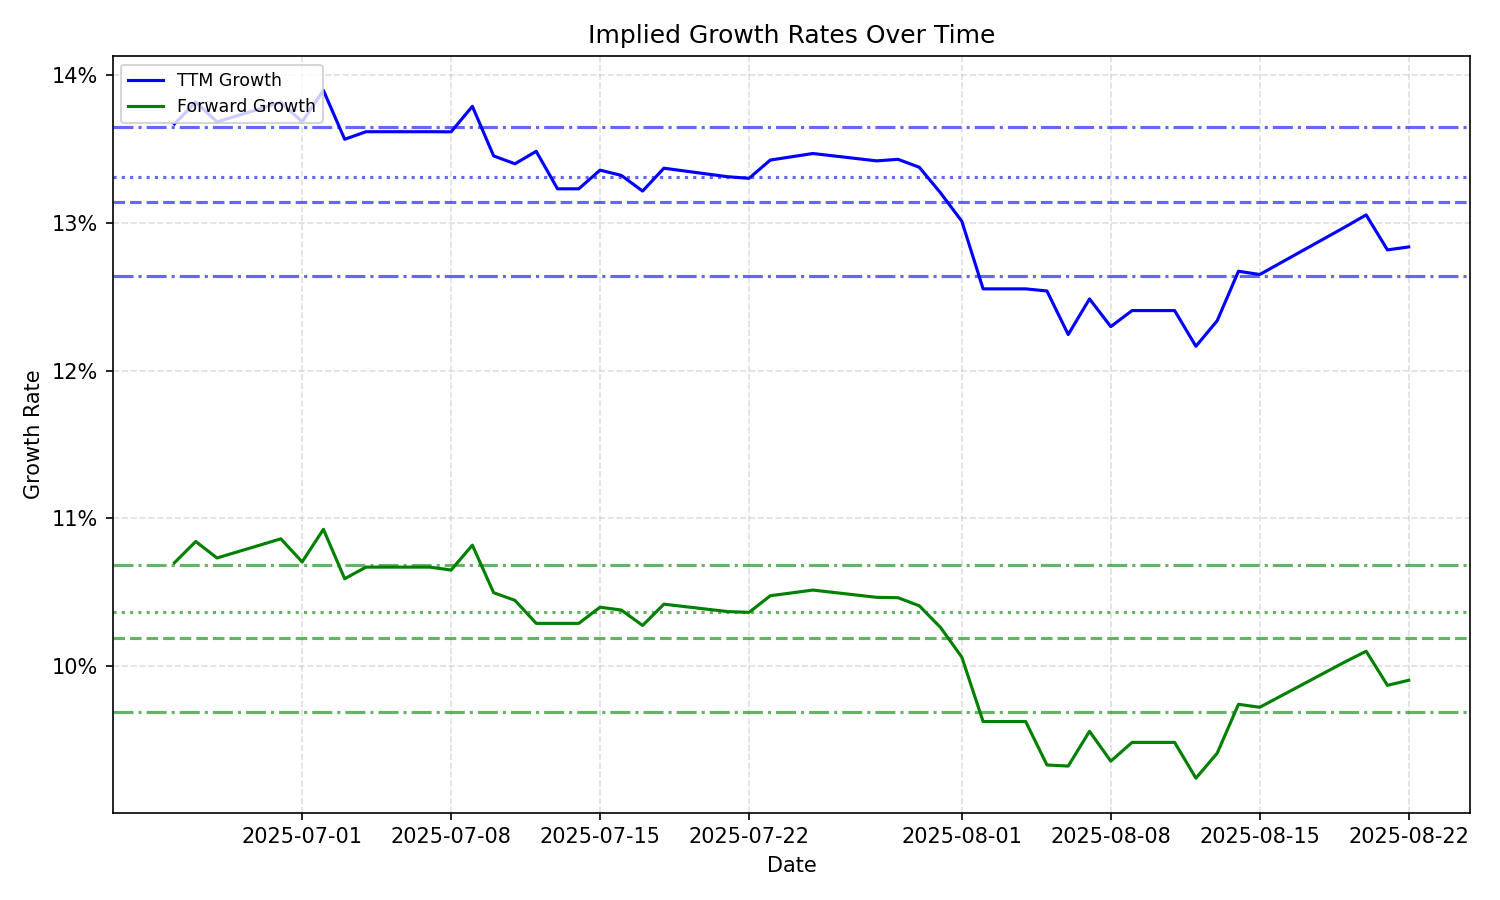 Implied Growth Rates Over Time
TTM Growth
Forward Growth
14%
13%
12%
11%
10%
Growth Rate
2025-07-01
2025-07-08
2025-07-15
2025-07-22
2025-08-01
2025-08-08
2025-08-15
2025-08-22
Date